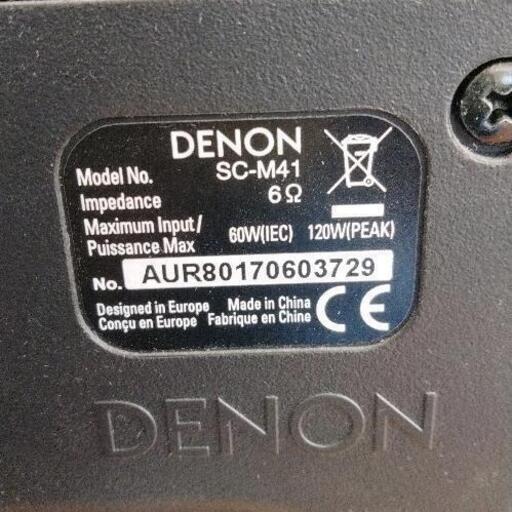 DENON
Model No. SC-M41
Impedance 6Ω
Maximum Input/
Puissance Max 60W(IEC) 120W(PEAK)
No. AUR80170603729
Designed in Europe Made in China
Conçu en Europe Fabrique en Chine
CE
DENON